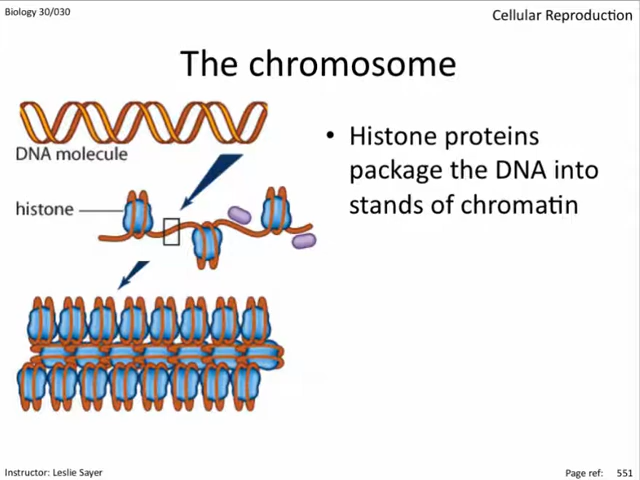 Biology 30/030
Cellular Reproduction
The chromosome
DNA molecule
histone
• Histone proteins
package the DNA into
stands of chromatin
Instructor: Leslie Sayer
Page ref: 551